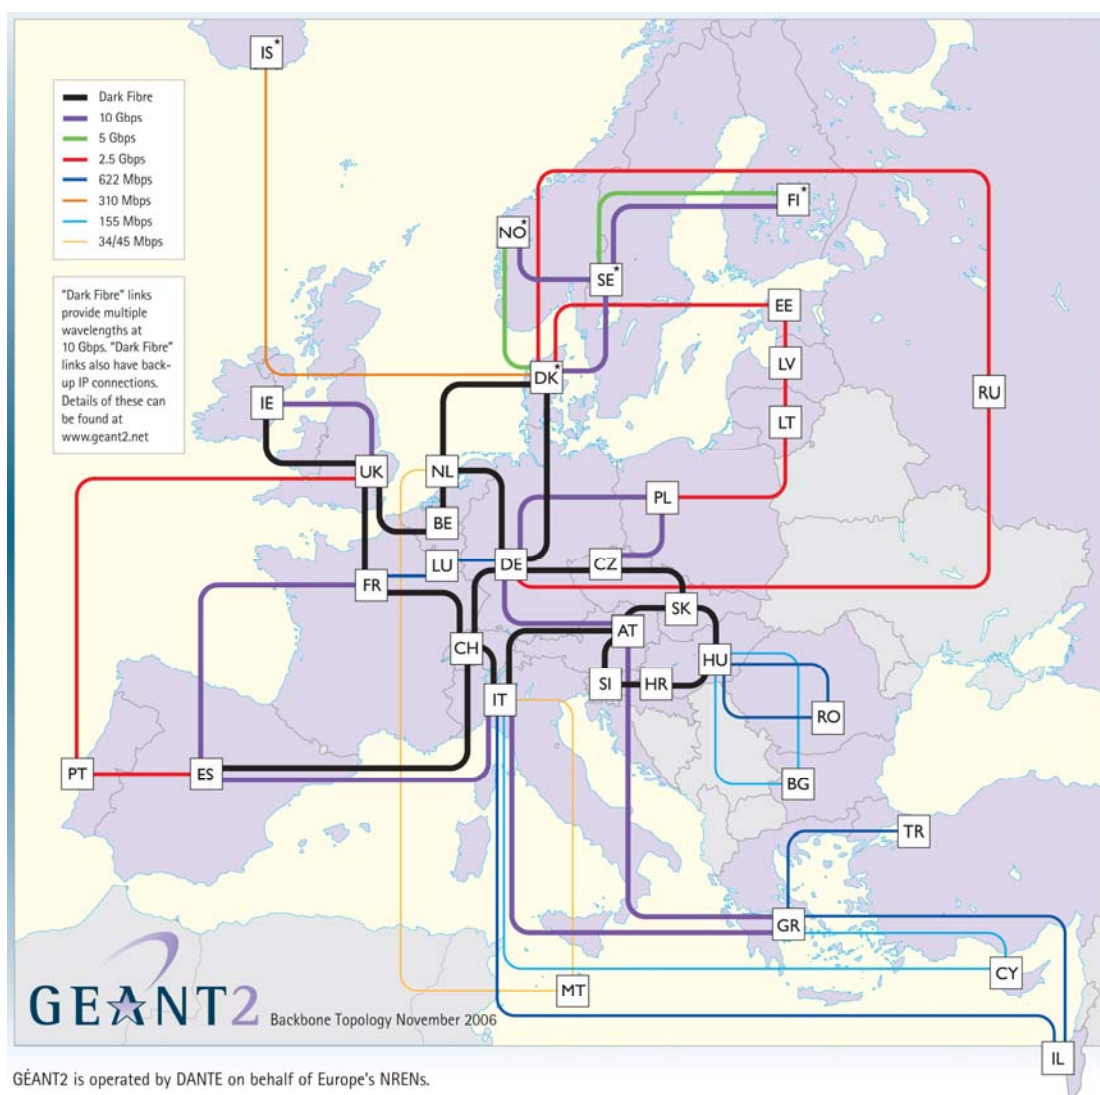 IS*
Dark Fibre
10 Gbps
5 Gbps
2.5 Gbps
622 Mbps
310 Mbps
155 Mbps
34/45 Mbps
"Dark Fibre" links
provide multiple
wavelengths at
10 Gbps. "Dark Fibre"
links also have back-
up IP connections.
Details of these can
be found at
www.geant2.net
FI*
NO*
SE*
EE
LV
DK*
RU
IE
LT
UK
NL
PL
BE
LU
DE
CZ
FR
SK
AT
CH
HU
SI
HR
IT
RO
PT
ES
BG
TR
GR
CY
MT
GEANT2
Backbone Topology November 2006
IL
GÉANT2 is operated by DANTE on behalf of Europe's NRENs.